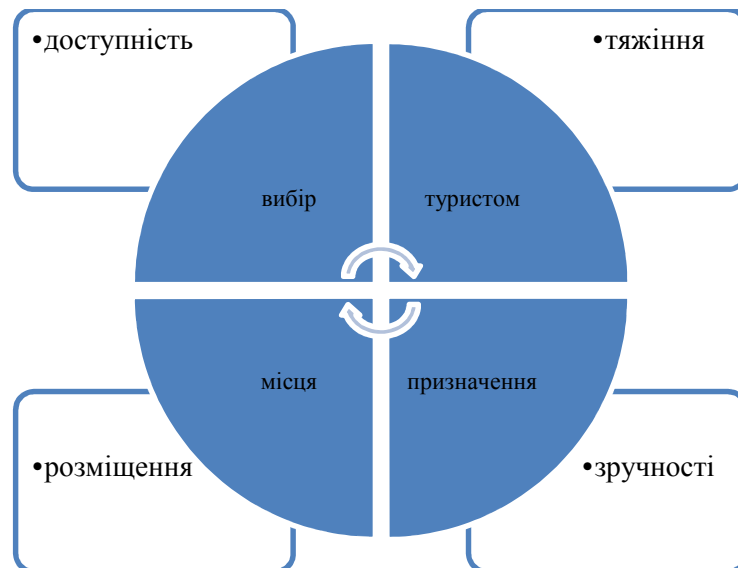 •доступність
•тяжіння
вибір
туристом
місця
призначення
•розміщення
•зручності